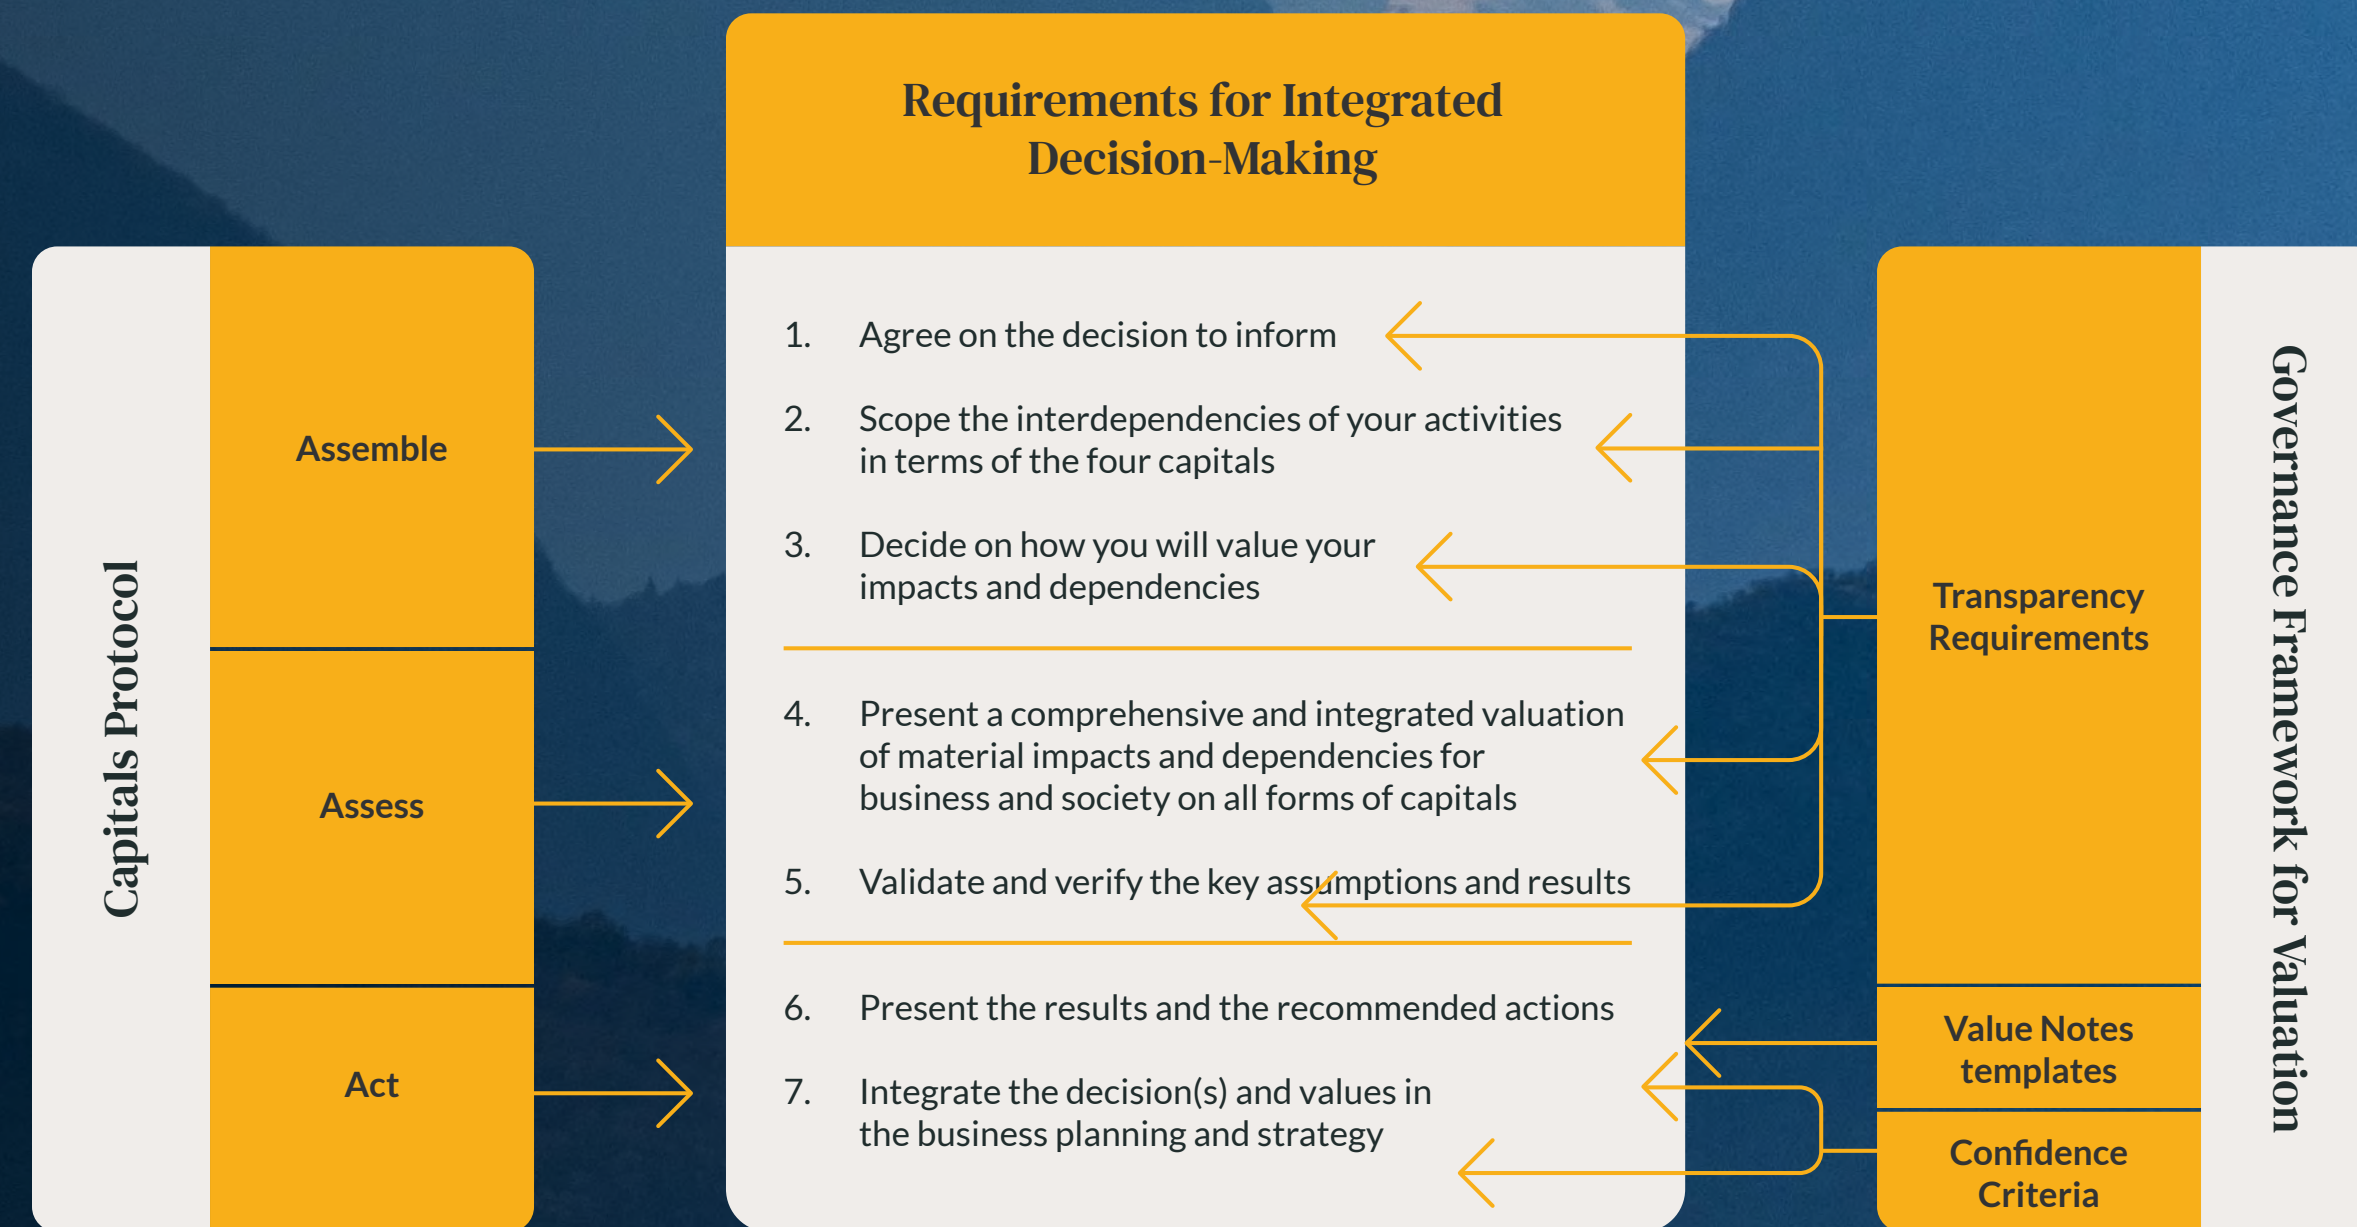 Requirements for Integrated
Decision-Making
Capitals Protocol
Assemble
Assess
Act
1. Agree on the decision to inform
2. Scope the interdependencies of your activities
in terms of the four capitals
3. Decide on how you will value your
impacts and dependencies
4. Present a comprehensive and integrated valuation
of material impacts and dependencies for
business and society on all forms of capitals
5. Validate and verify the key assumptions and results
6. Present the results and the recommended actions
7. Integrate the decision(s) and values in
the business planning and strategy
Transparency
Requirements
Value Notes
templates
Confidence
Criteria
Governance Framework for Valuation